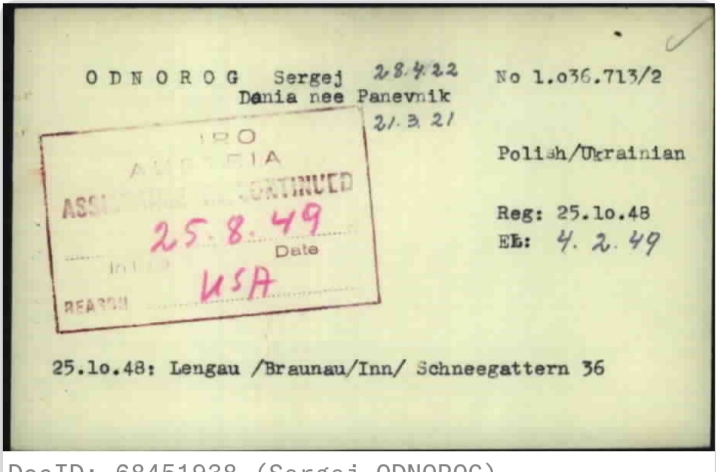 O D N O R O G Sergej 28.4.22 No 1.o36.713/2
Dania nee Panevnik
21.3.21
IRO
AUSTRIA
Polish/Ukrainian
ASSISTANCE DISCONTINUED
25.8.49
Date
Reg: 25.1o.48
El: 4.2.49
USA
REASON
25.1o.48: Lengau /Braunau/Inn/ Schneegattern 36
DocID: 68451938 (Sergej ODNOROG)